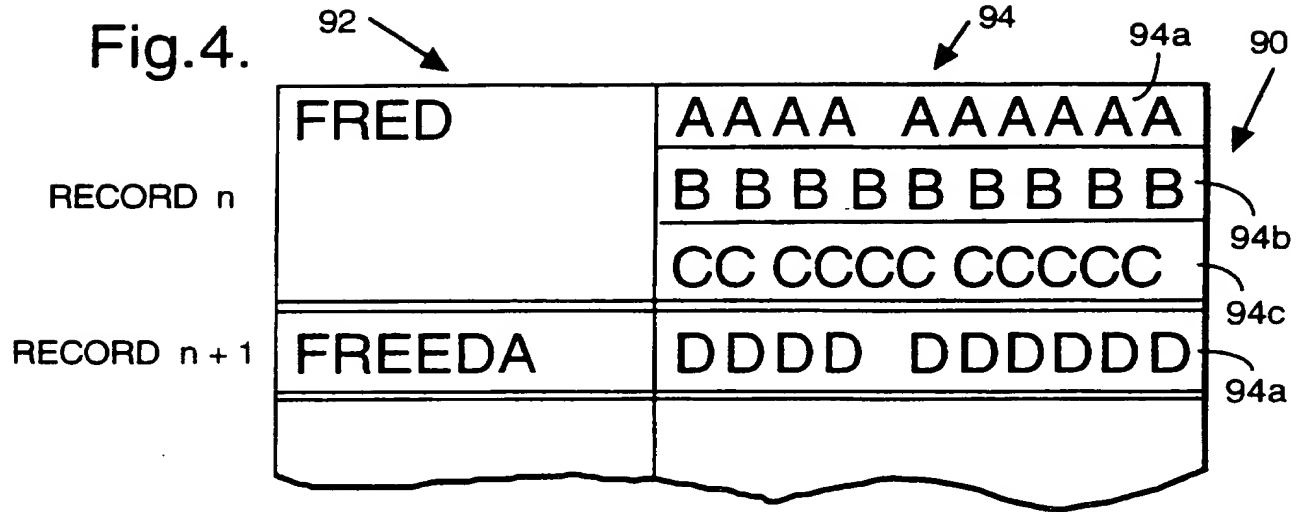 Fig.4.
92
94
94a
90
FRED
AAAA AAAAAA
RECORD n
B B B B B B B B B
94b
CC CCCC CCCCC
94c
RECORD n + 1
FREEDA
DDDD DDDDDD
94a